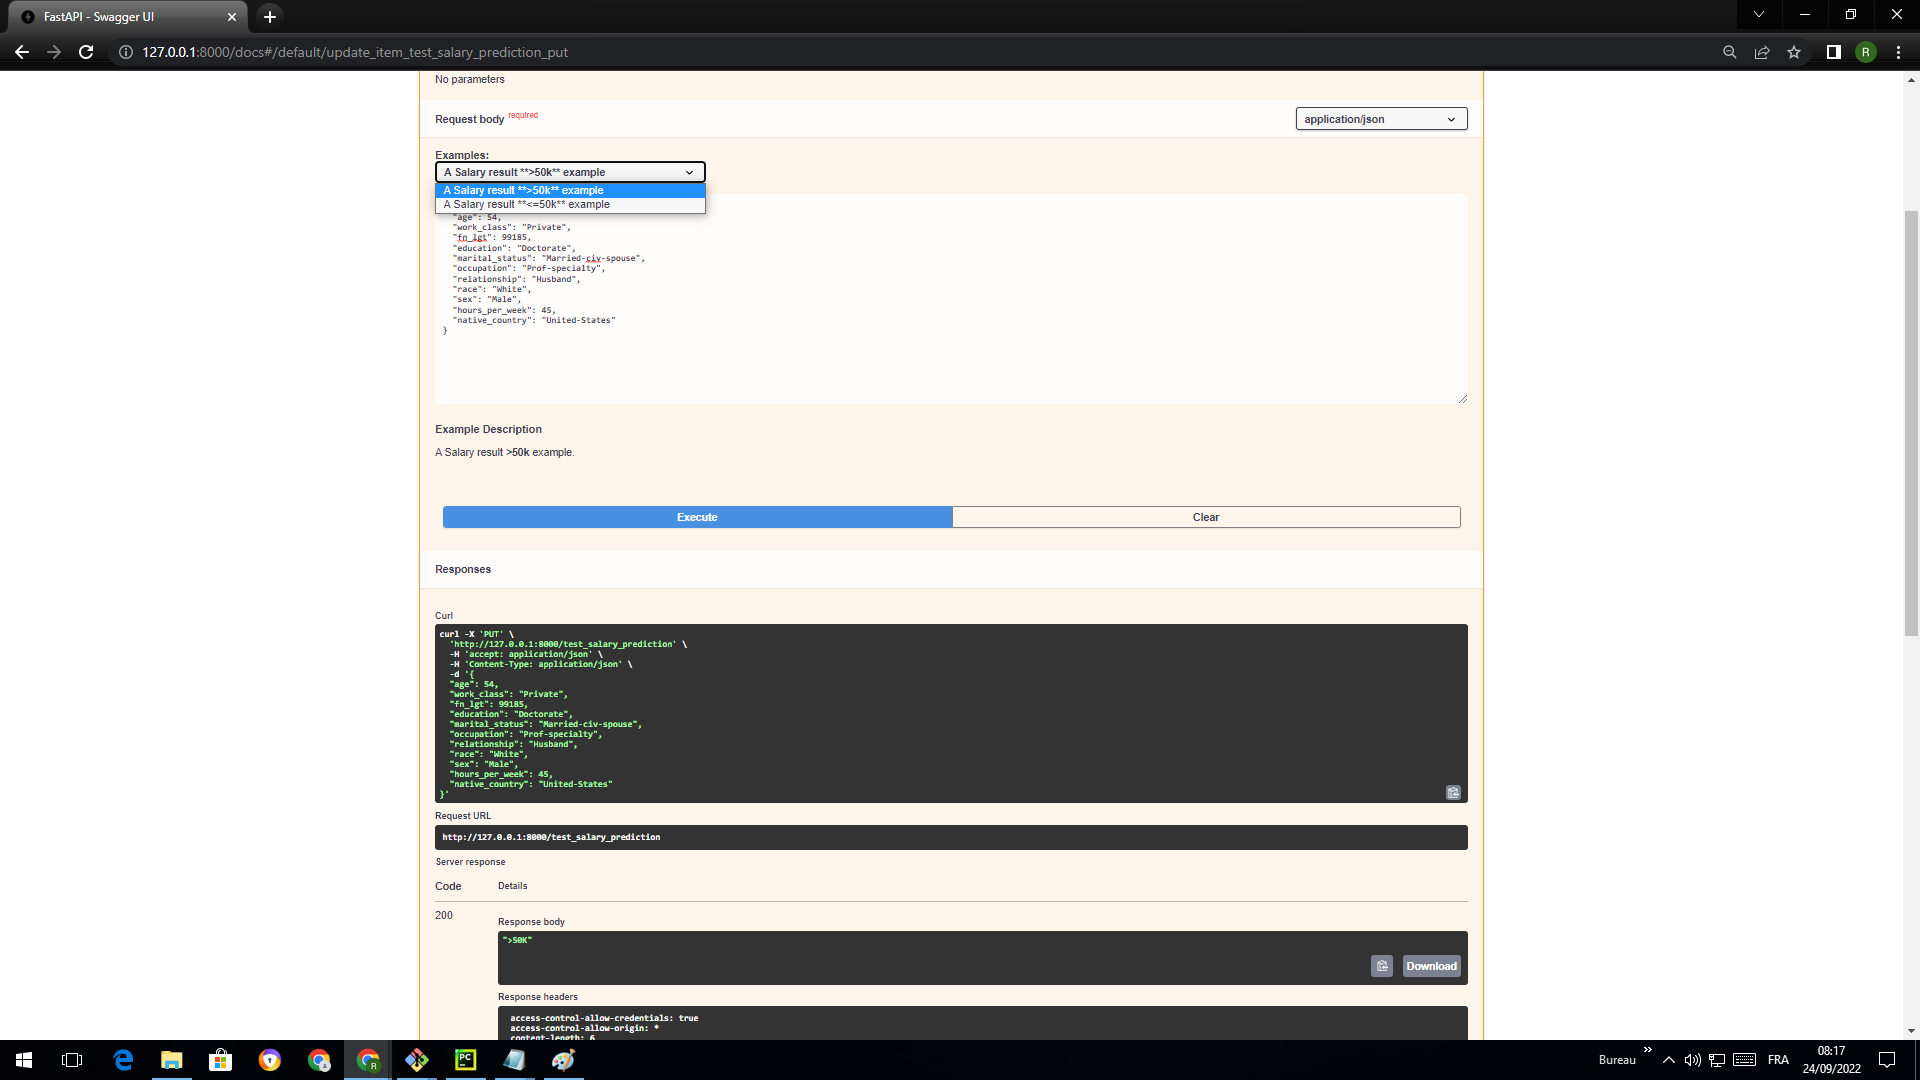 FastAPI - Swagger UI
127.0.0.1:8000/docs#/default/update_item_test_salary_prediction_put
R
No parameters
Request body required
application/json
Examples:
A Salary result **>50k** example
A Salary result **>50k** example
A Salary result **<=50k** example
"age": 54,
"work_class": "Private",
"fn_lgt": 99185,
"education": "Doctorate",
"marital_status": "Married-civ-spouse",
"occupation": "Prof-specialty",
"relationship": "Husband",
"race": "White",
"sex": "Male",
"hours_per_week": 45,
"native_country": "United-States"
}
Example Description
A Salary result >50k example.
Execute
Clear
Responses
Curl
curl -X 'PUT' \
'http://127.0.0.1:8000/test_salary_prediction' \
-H 'accept: application/json' \
-H 'Content-Type: application/json' \
-d '{
"age": 54,
"work_class": "Private",
"fn_lgt": 99185,
"education": "Doctorate",
"marital_status": "Married-civ-spouse",
"occupation": "Prof-specialty",
"relationship": "Husband",
"race": "White",
"sex": "Male",
"hours_per_week": 45,
"native_country": "United-States"
}'
Request URL
http://127.0.0.1:8000/test_salary_prediction
Server response
Code
Details
200
Response body
">50K"
Download
Response headers
access-control-allow-credentials: true
access-control-allow-origin: *
content-length: 6
R
PC
Bureau
FRA
08:17
24/09/2022